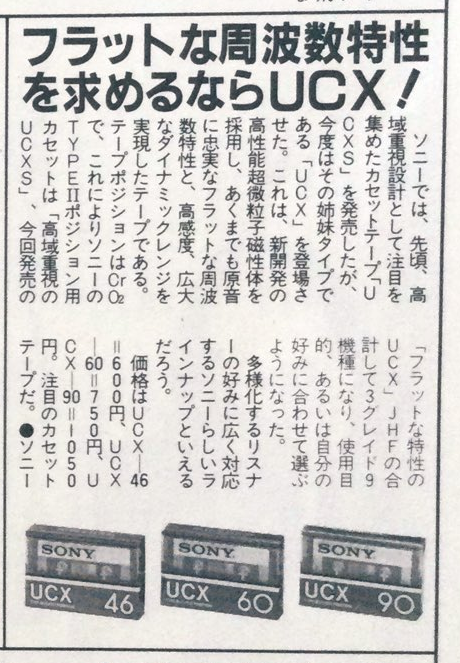 フラットな周波数特性
を求めるならUCX!
ソニーでは、先頃、高
域重視設計として注目を
集めたカセットテープ「U
CXS」を発売したが、
今度はその姉妹タイプで
ある「UCX」を登場さ
せた。これは、新開発の
高性能超微粒子磁性体を
採用し、あくまでも原音
に忠実なフラットな周波
数特性と、高感度、広大
なダイナミックレンジを
実現したテープである。
テープポジションはCrO₂
で、これによりソニーの
TYPEⅡポジション用
カセットは「高域重視の
UCXS」、今回発売の
「フラットな特性の
UCX」JHFの合
計して3グレイド9
機種になり、使用目
的、あるいは自分の
好みに合わせて選ぶ
ようになった。
多様化するリスナ
ーの好みに広く対応
するソニーらしいラ
インナップといえる
だろう。
価格はUCX—46
=600円、UCX
—60=750円、U
CX—90=1050
円。注目のカセット
テープだ。●ソニー
SONY
UCX
46
SONY
UCX
60
SONY
UCX
90